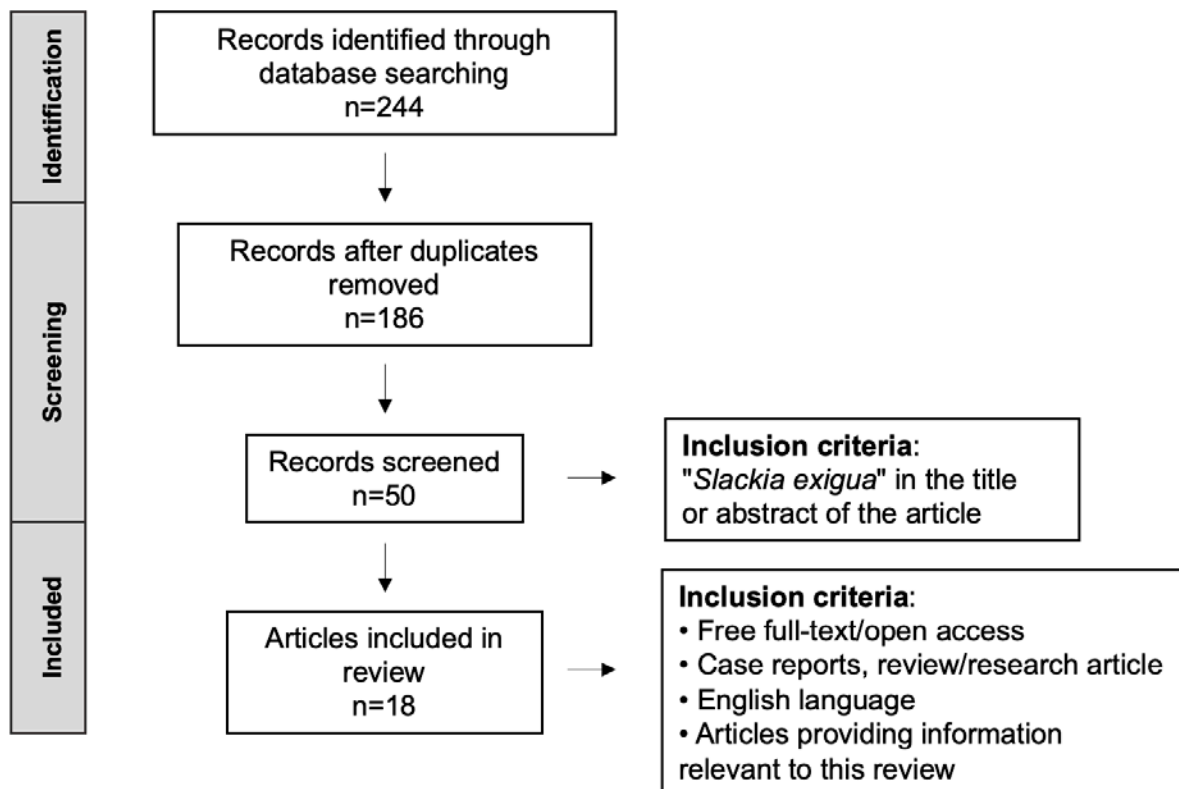 Identification
Records identified through
database searching
n=244
Screening
Records after duplicates
removed
n=186
Records screened
n=50
Inclusion criteria:
"Slackia exigua" in the title
or abstract of the article
Included
Articles included in
review
n=18
Inclusion criteria:
• Free full-text/open access
• Case reports, review/research article
• English language
• Articles providing information
relevant to this review